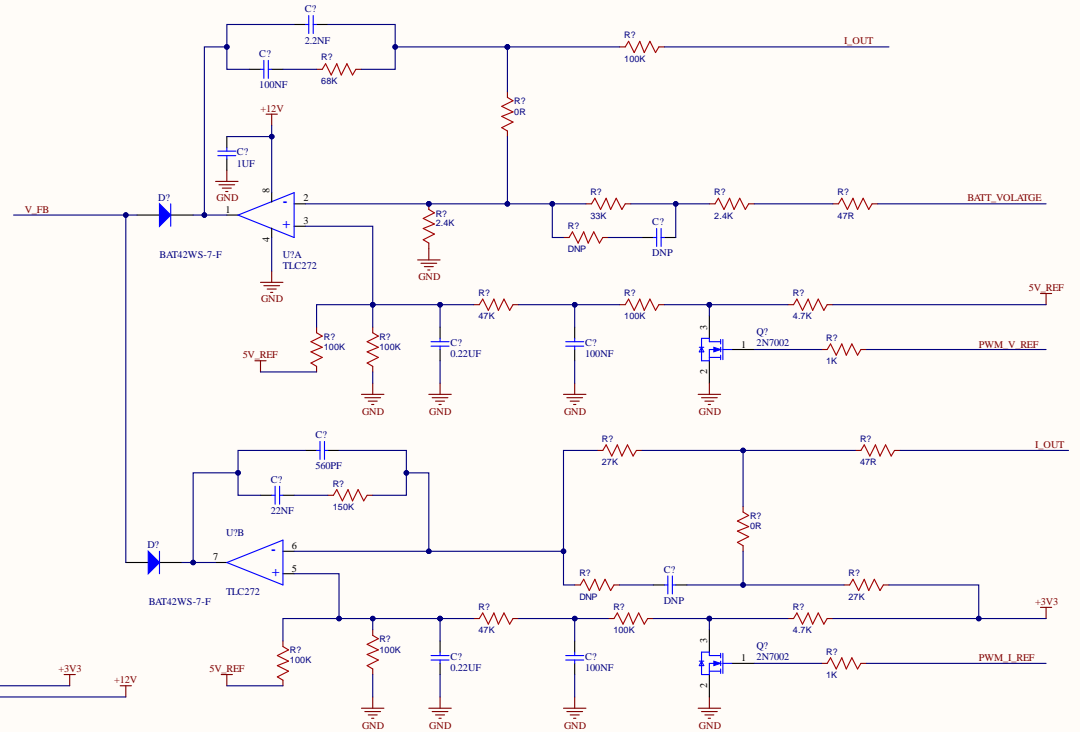 C?
2.2NF
C?
100NF
R?
68K
R?
100K
I_OUT
+12V
R?
0R
C?
1UF
GND
8
D?
V_FB
1
2
3
4
-
+
BAT42WS-7-F
U?A
TLC272
GND
R?
2.4K
GND
R?
33K
R?
2.4K
R?
47R
BATT_VOLATGE
R?
DNP
C?
DNP
5V_REF
R?
47K
R?
100K
R?
4.7K
5V_REF
R?
100K
R?
100K
C?
0.22UF
C?
100NF
3
1
2
Q?
2N7002
R?
1K
PWM_V_REF
GND
GND
GND
GND
C?
560PF
C?
22NF
R?
150K
R?
27K
R?
47R
I_OUT
R?
0R
U?B
D?
7
6
5
-
+
BAT42WS-7-F
TLC272
R?
DNP
C?
DNP
R?
27K
+3V3
R?
47K
R?
100K
R?
4.7K
5V_REF
R?
100K
R?
100K
C?
0.22UF
C?
100NF
3
1
2
Q?
2N7002
R?
1K
PWM_I_REF
+3V3
+12V
GND
GND
GND
GND